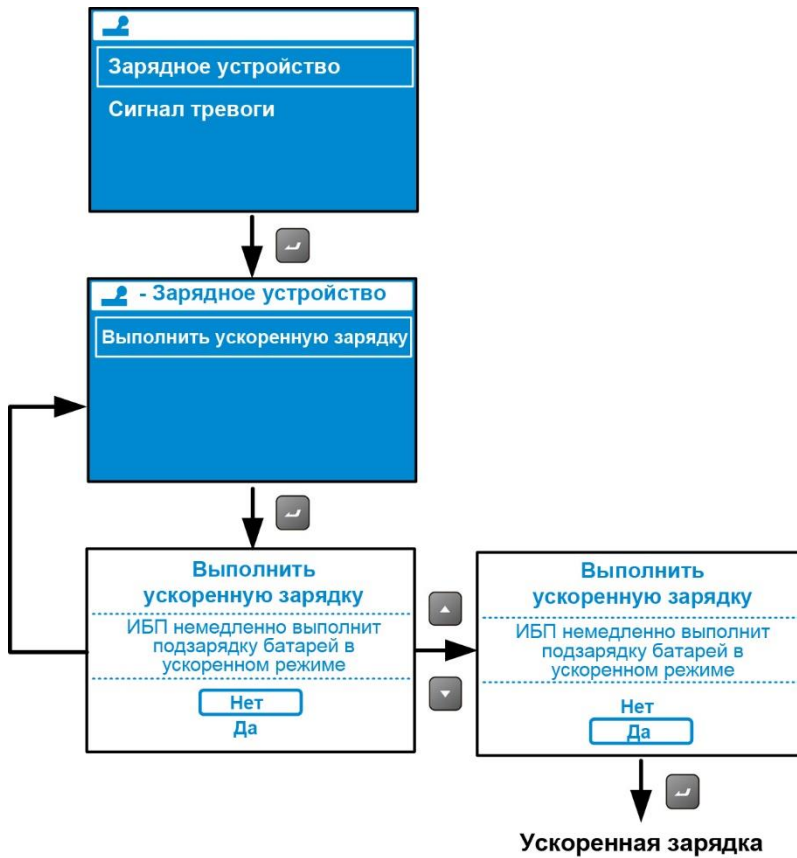 Зарядное устройство
Сигнал тревоги
- Зарядное устройство
Выполнить ускоренную зарядку
Выполнить
ускоренную зарядку
ИБП немедленно выполнит
подзарядку батарей в
ускоренном режиме
Нет
Да
Выполнить
ускоренную зарядку
ИБП немедленно выполнит
подзарядку батарей в
ускоренном режиме
Нет
Да
Ускоренная зарядка